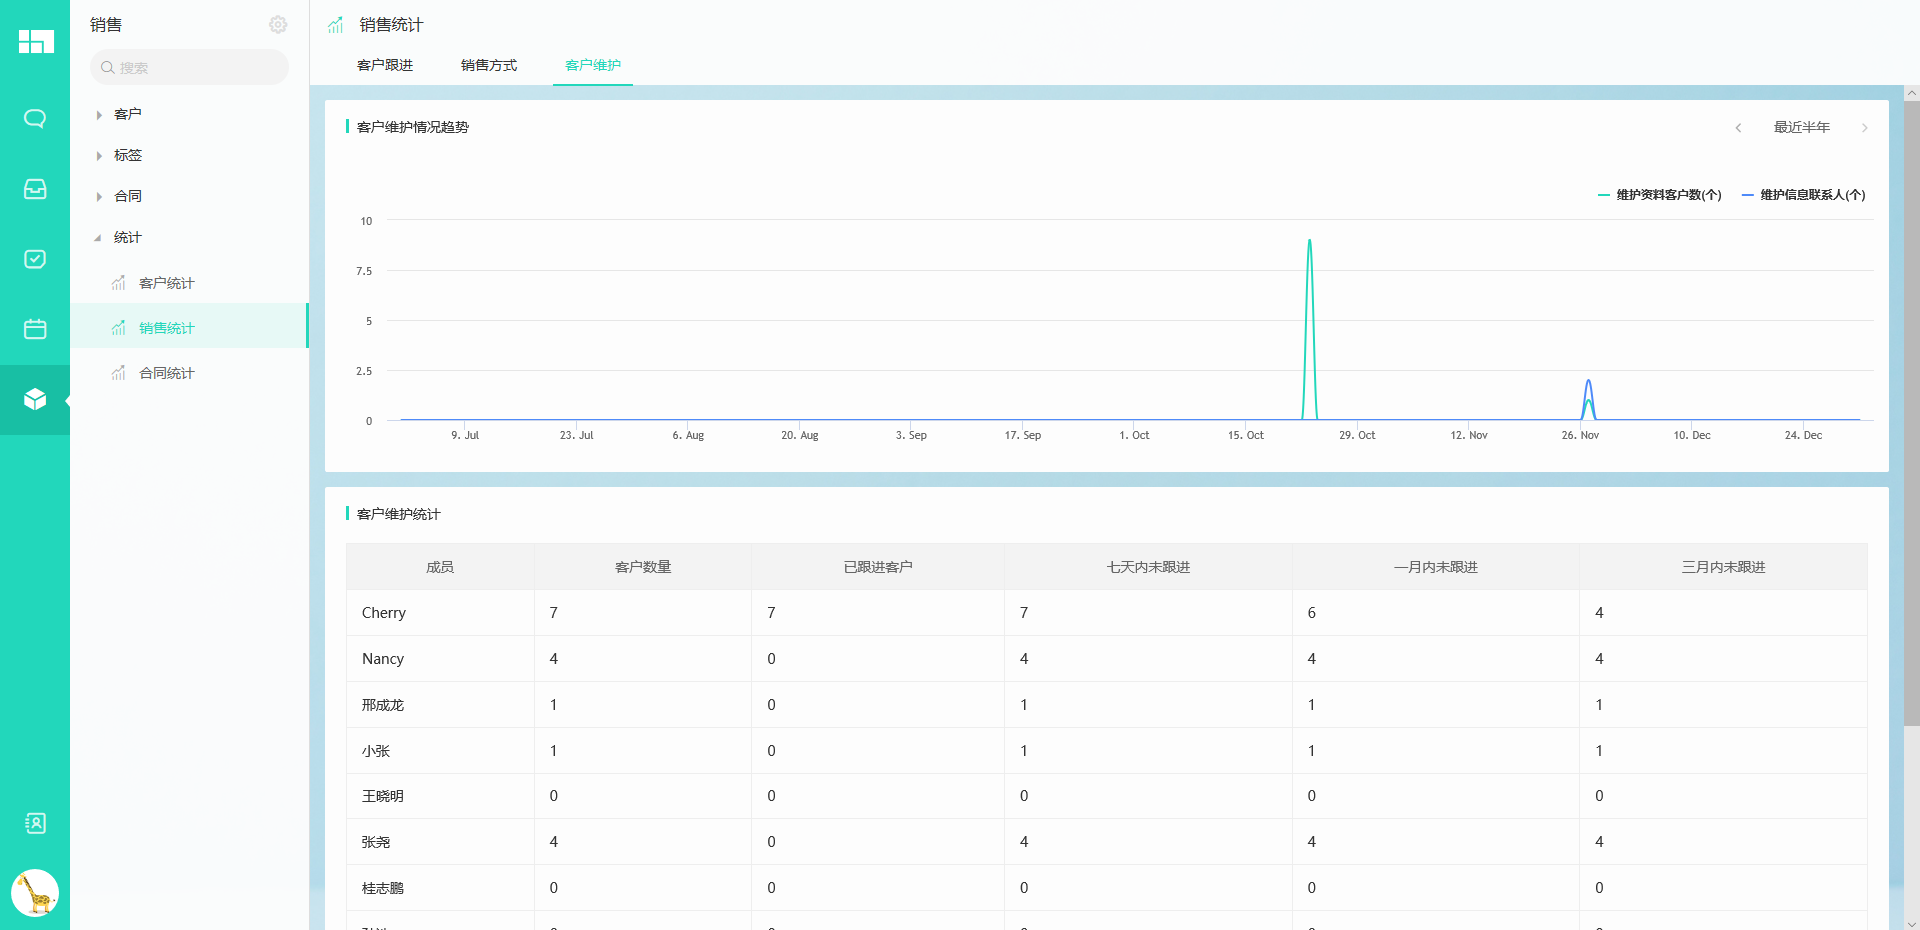 销售
搜索
客户
标签
合同
统计
客户统计
销售统计
合同统计
销售统计
客户跟进 销售方式 客户维护
客户维护情况趋势
最近半年
维护资料客户数(个) 维护信息联系人(个)
10
7.5
5
2.5
0
9. Jul 23. Jul 6. Aug 20. Aug 3. Sep 17. Sep 1. Oct 15. Oct 29. Oct 12. Nov 26. Nov 10. Dec 24. Dec
客户维护统计
成员 客户数量 已跟进客户 七天内未跟进 一月内未跟进 三月内未跟进
Cherry 7 7 7 6 4
Nancy 4 0 4 4 4
邢成龙 1 0 1 1 1
小张 1 0 1 1 1
王晓明 0 0 0 0 0
张尧 4 0 4 4 4
桂志鹏 0 0 0 0 0